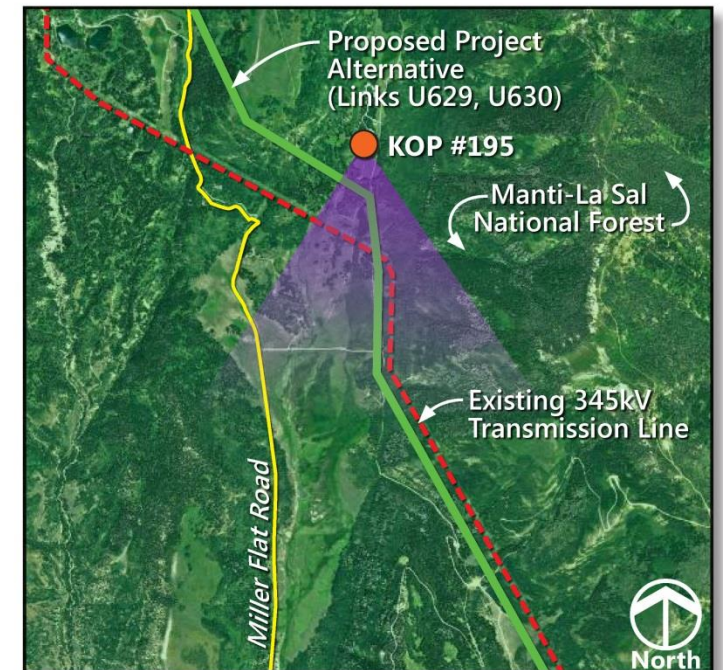 Proposed Project
Alternative
(Links U629, U630)
KOP #195
Manti-La Sal
National Forest
Existing 345kV
Transmission Line
Miller Flat Road
North